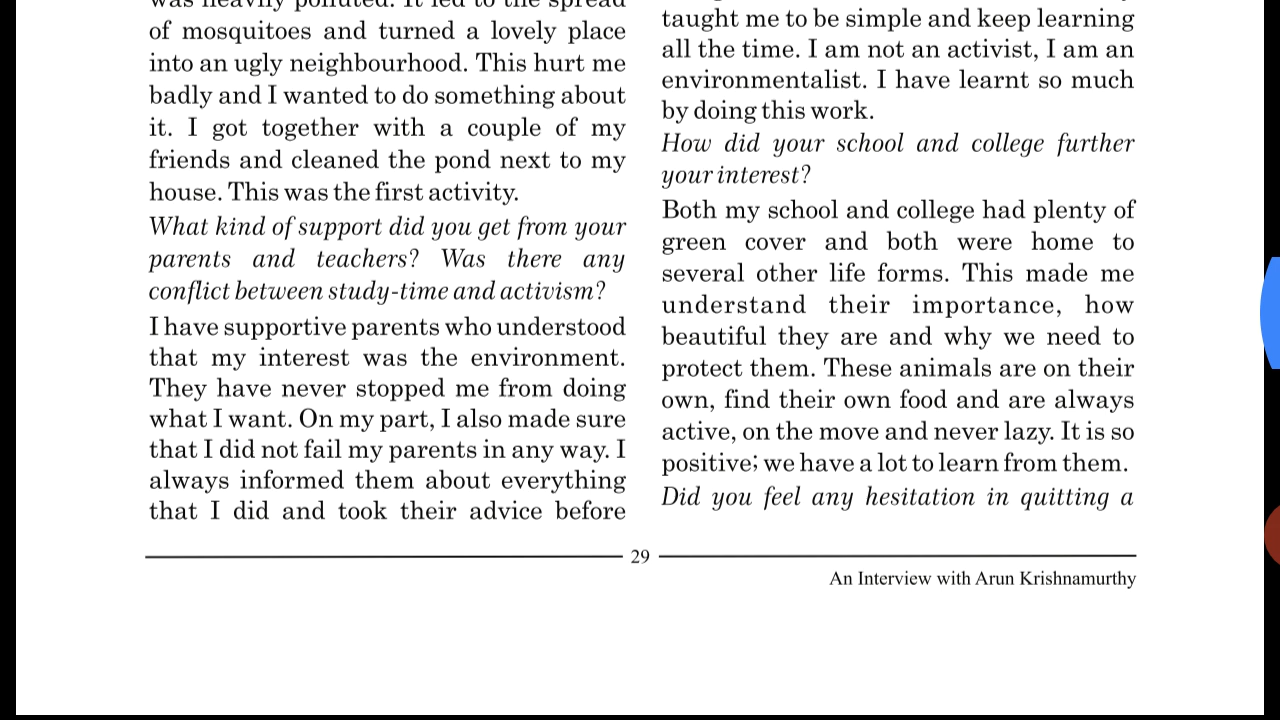 was heavily polluted. It led to the spread
of mosquitoes and turned a lovely place
into an ugly neighbourhood. This hurt me
badly and I wanted to do something about
it. I got together with a couple of my
friends and cleaned the pond next to my
house. This was the first activity.
What kind of support did you get from your
parents and teachers? Was there any
conflict between study-time and activism?
I have supportive parents who understood
that my interest was the environment.
They have never stopped me from doing
what I want. On my part, I also made sure
that I did not fail my parents in any way. I
always informed them about everything
that I did and took their advice before
taught me to be simple and keep learning
all the time. I am not an activist, I am an
environmentalist. I have learnt so much
by doing this work.
How did your school and college further
your interest?
Both my school and college had plenty of
green cover and both were home to
several other life forms. This made me
understand their importance, how
beautiful they are and why we need to
protect them. These animals are on their
own, find their own food and are always
active, on the move and never lazy. It is so
positive; we have a lot to learn from them.
Did you feel any hesitation in quitting a
29
An Interview with Arun Krishnamurthy